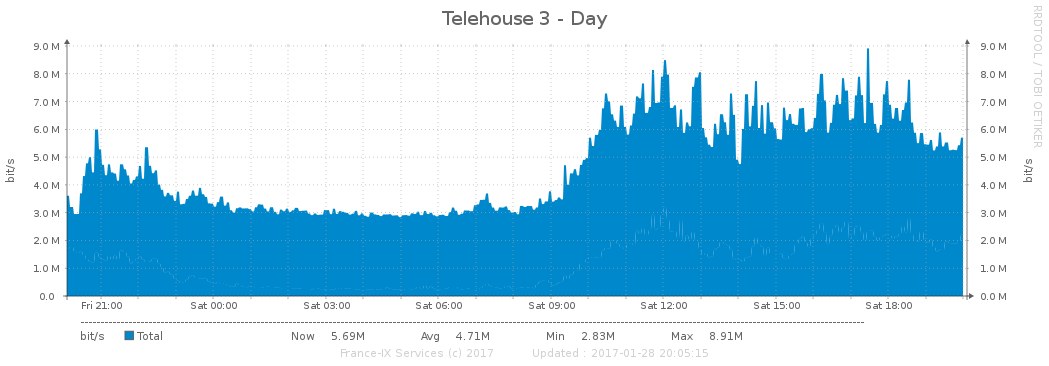 Telehouse 3 - Day
RRDTOOL / TOBI OETIKER
9.0 M 9.0 M
8.0 M 8.0 M
7.0 M 7.0 M
6.0 M 6.0 M
5.0 M 5.0 M
4.0 M 4.0 M
3.0 M 3.0 M
2.0 M 2.0 M
1.0 M 1.0 M
0.0 0.0 M
bit/s bit/s
Fri 21:00 Sat 00:00 Sat 03:00 Sat 06:00 Sat 09:00 Sat 12:00 Sat 15:00 Sat 18:00
bit/s Total Now 5.69M Avg 4.71M Min 2.83M Max 8.91M
France-IX Services (c) 2017 Updated : 2017-01-28 20:05:15